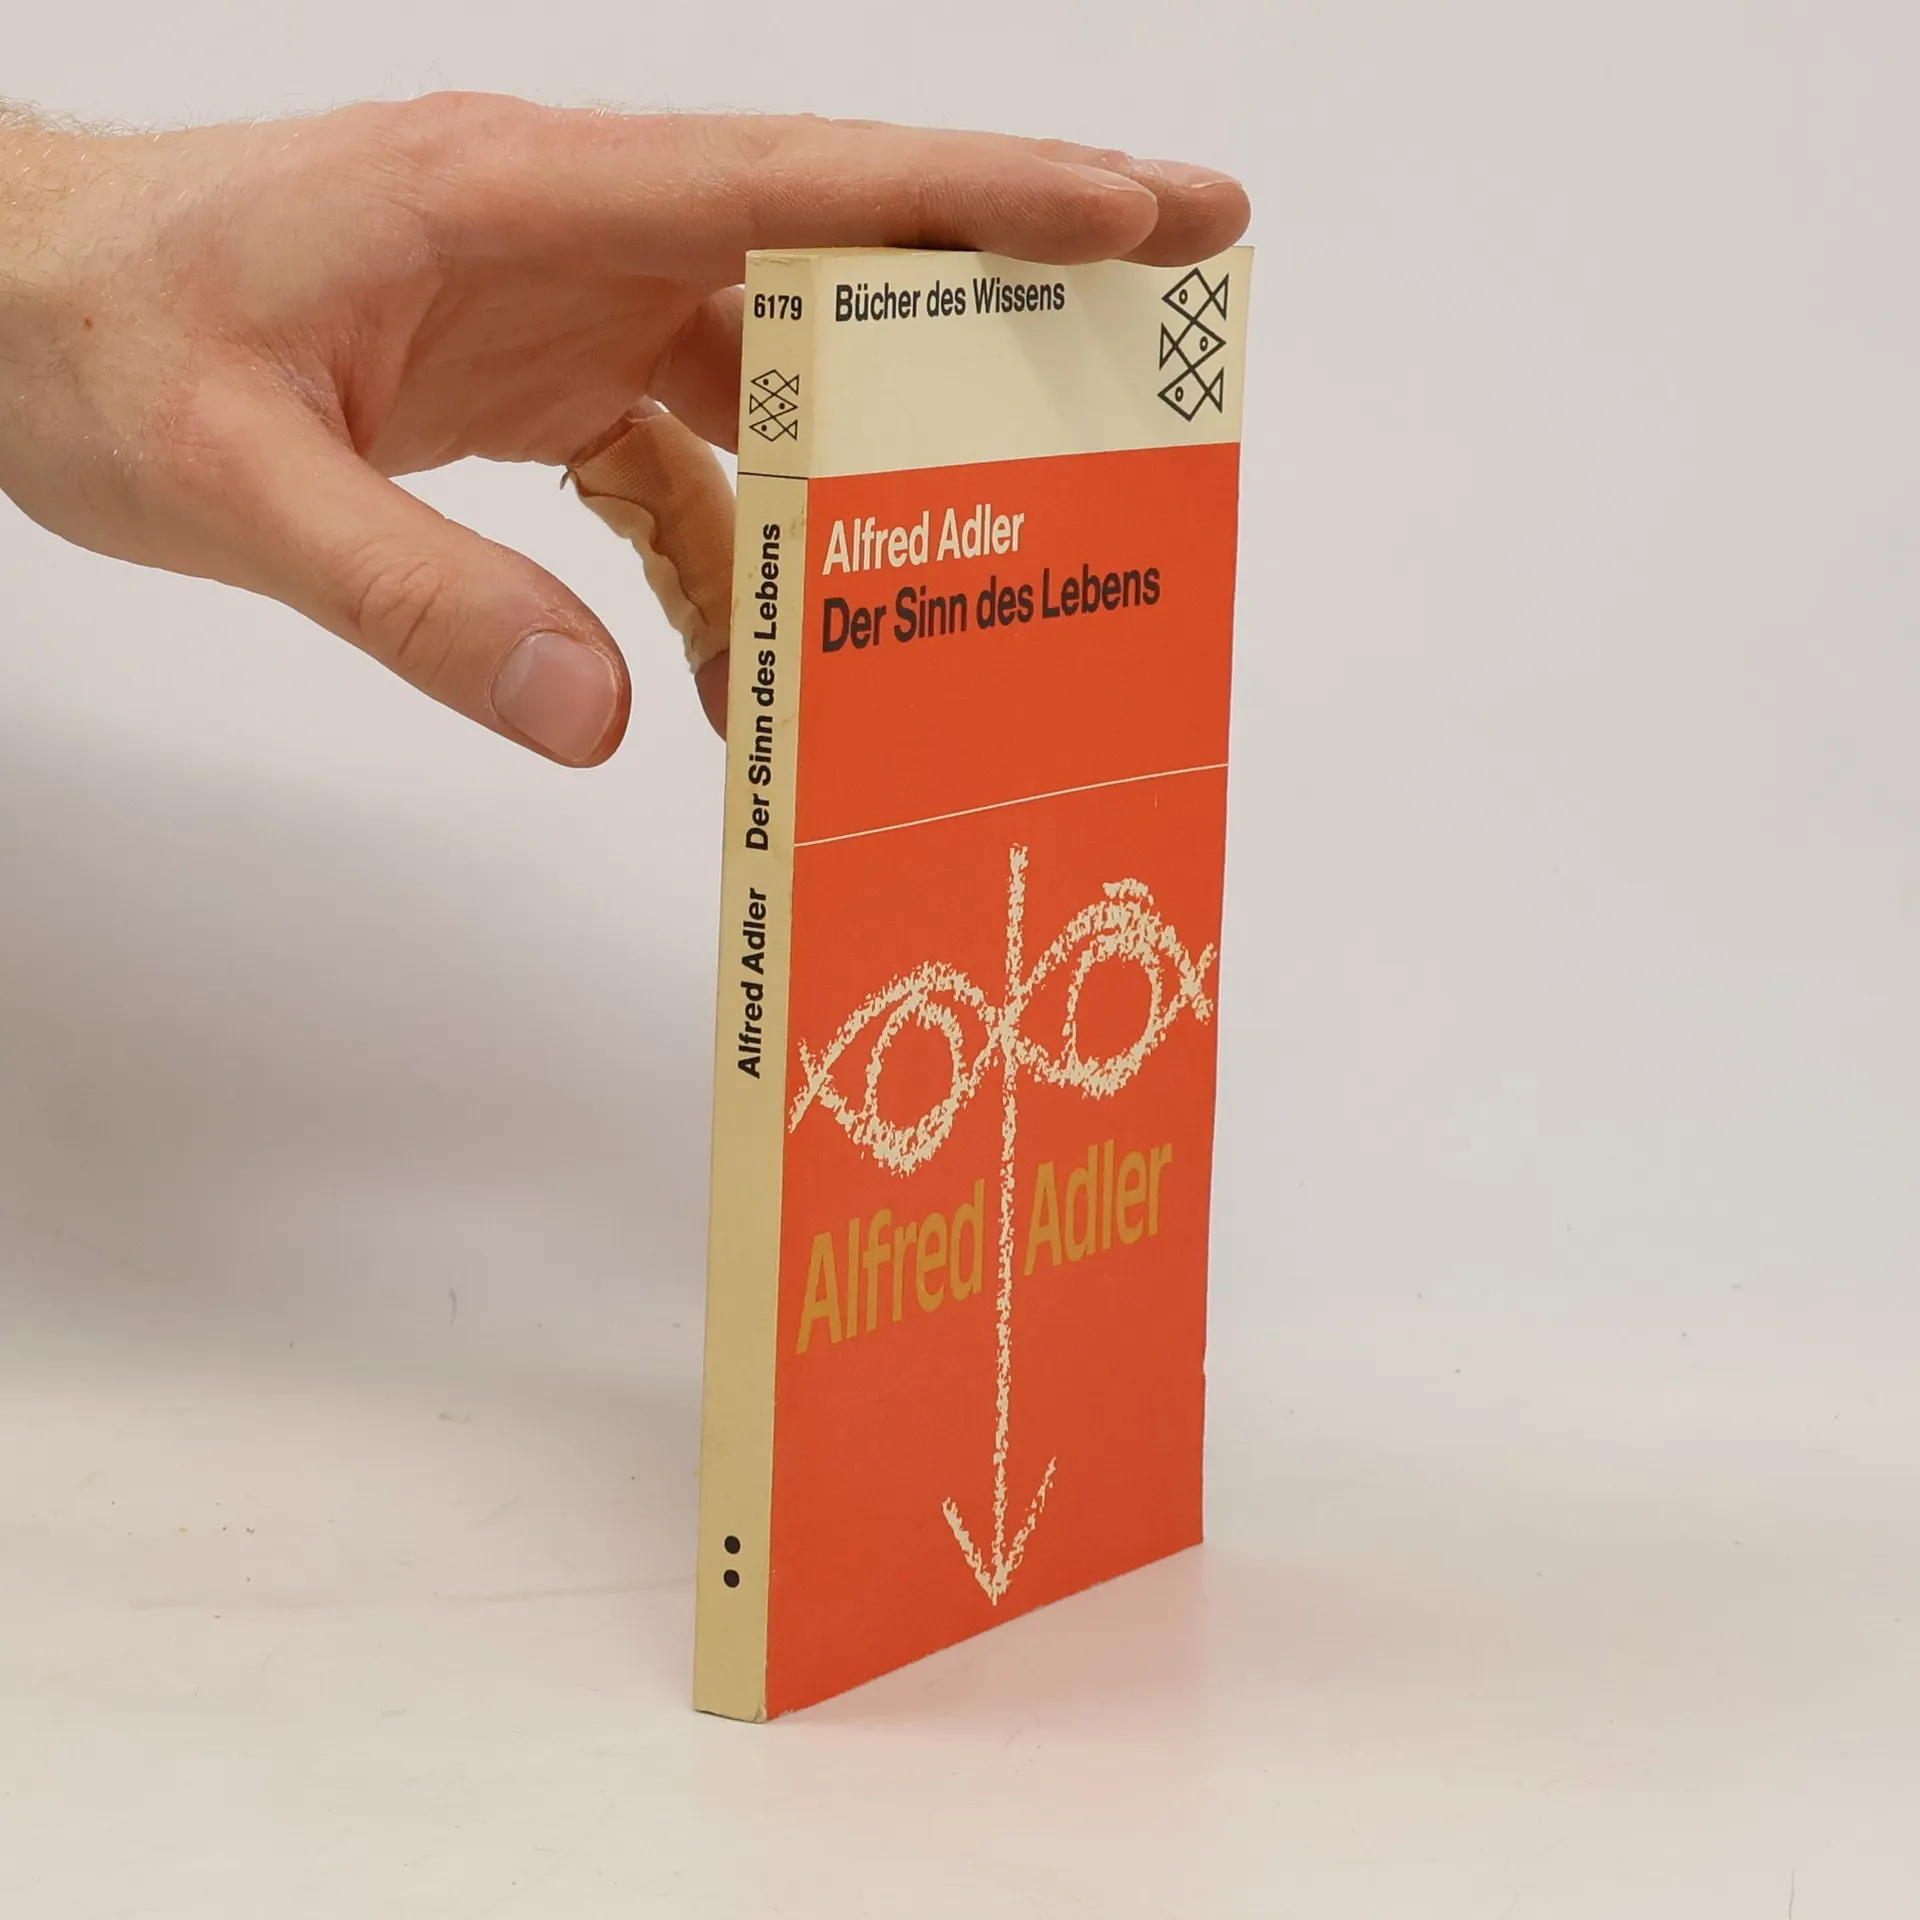 6179
Alfred Adler Der Sinn des Lebens
Bücher des Wissens
Alfred Adler
Der Sinn des Lebens
Alfred Adler